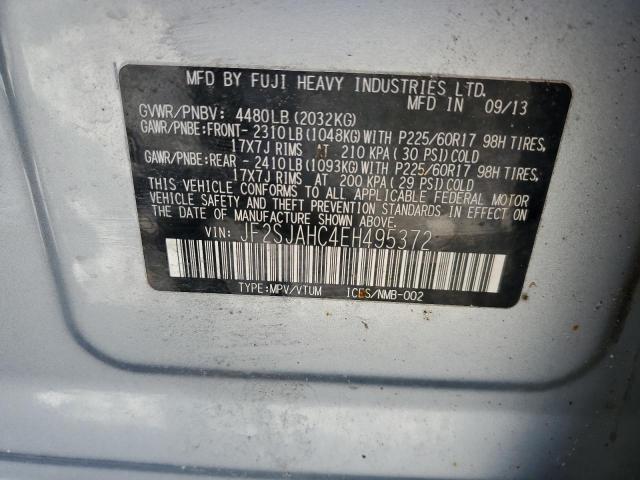 MFD BY FUJI HEAVY INDUSTRIES LTD.
MFD IN 09/13
GVWR/PNBV: 4480LB (2032KG)
GAWR/PNBE:FRONT- 2310LB(1048KG)WITH P225/60R17 98H TIRES,
17X7J RIMS AT 210 KPA(30 PSI)COLD
GAWR/PNBE:REAR - 2410LB(1093KG)WITH P225/60R17 98H TIRES,
17X7J RIMS AT 200 KPA(29 PSI)COLD
THIS VEHICLE CONFORMS TO ALL APPLICABLE FEDERAL MOTOR
VEHICLE SAFETY AND THEFT PREVENTION STANDARDS IN EFFECT ON
THE DATE OF MANUFACTURE SHOWN ABOVE.
VIN: JF2SJAHC4EH495372
TYPE:MPV/VTUM ICES/NMB-002